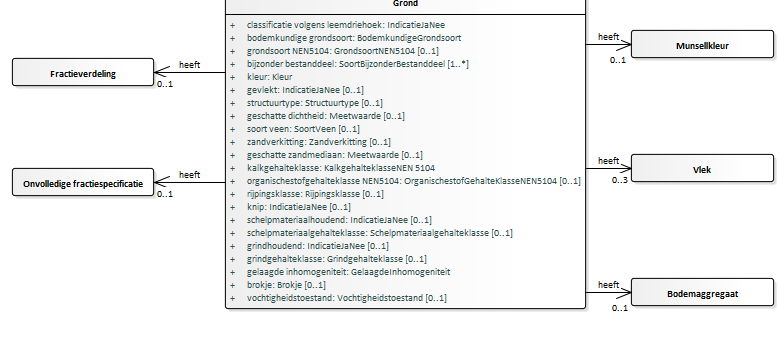 Grond
+ classificatie volgens leemdriehoek: IndicatieJaNee
+ bodemkundige grondsoort: BodemkundigeGrondsoort
+ grondsoort NEN5104: GrondsoortNEN5104 [0..1]
+ bijzonder bestanddeel: SoortBijzonderBestanddeel [1..*]
+ kleur: Kleur
+ gevlekt: IndicatieJaNee [0..1]
+ structuurtype: Structuurtype [0..1]
+ geschatte dichtheid: Meetwaarde [0..1]
+ soort veen: SoortVeen [0..1]
+ zandverkitting: Zandverkitting [0..1]
+ geschatte zandmediaan: Meetwaarde [0..1]
+ kalkgehalteklasse: KalkgehalteklasseNEN 5104
+ organischestofgehalteklasse NEN5104: OrganischestofGehalteKlasseNEN5104 [0..1]
+ rijpingsklasse: Rijpingsklasse [0..1]
+ knip: IndicatieJaNee [0..1]
+ schelpmateriaalhoudend: IndicatieJaNee [0..1]
+ schelpmateriaalgehalteklasse: Schelpmateriaalgehalteklasse [0..1]
+ grindhoudend: IndicatieJaNee [0..1]
+ grindgehalteklasse: Grindgehalteklasse [0..1]
+ gelaagde inhomogeniteit: GelaagdeInhomogeniteit
+ brokje: Brokje [0..1]
+ vochtigheidstoestand: Vochtigheidstoestand [0..1]
heeft
Fractieverdeling
0..1
heeft
Onvolledige fractiespecificatie
0..1
heeft
Munsellkleur
0..1
heeft
Vlek
0..3
heeft
Bodemaggregaat
0..1